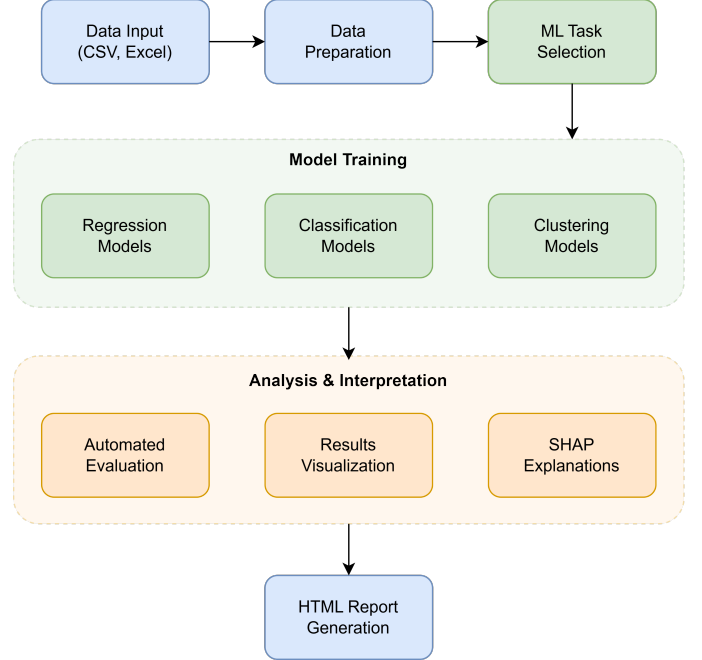 Data Input
(CSV, Excel)
Data
Preparation
ML Task
Selection
Model Training
Regression
Models
Classification
Models
Clustering
Models
Analysis & Interpretation
Automated
Evaluation
Results
Visualization
SHAP
Explanations
HTML Report
Generation